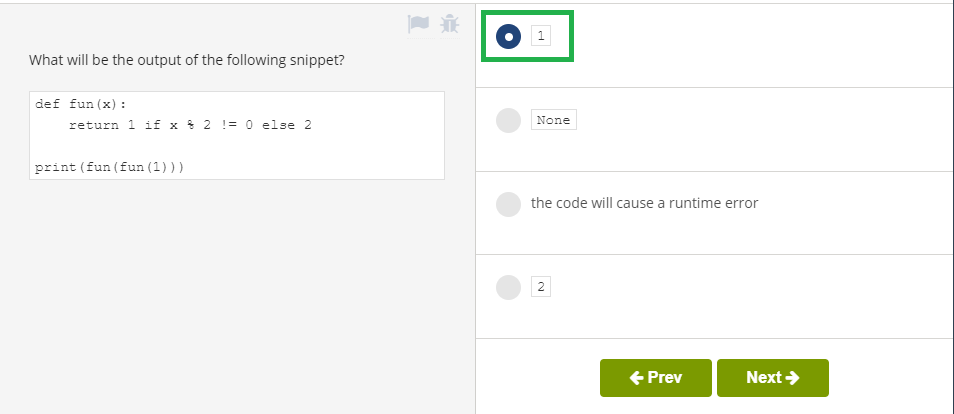 What will be the output of the following snippet?
def fun(x):
    return 1 if x % 2 != 0 else 2

print(fun(fun(1)))
1
None
the code will cause a runtime error
2
Prev
Next